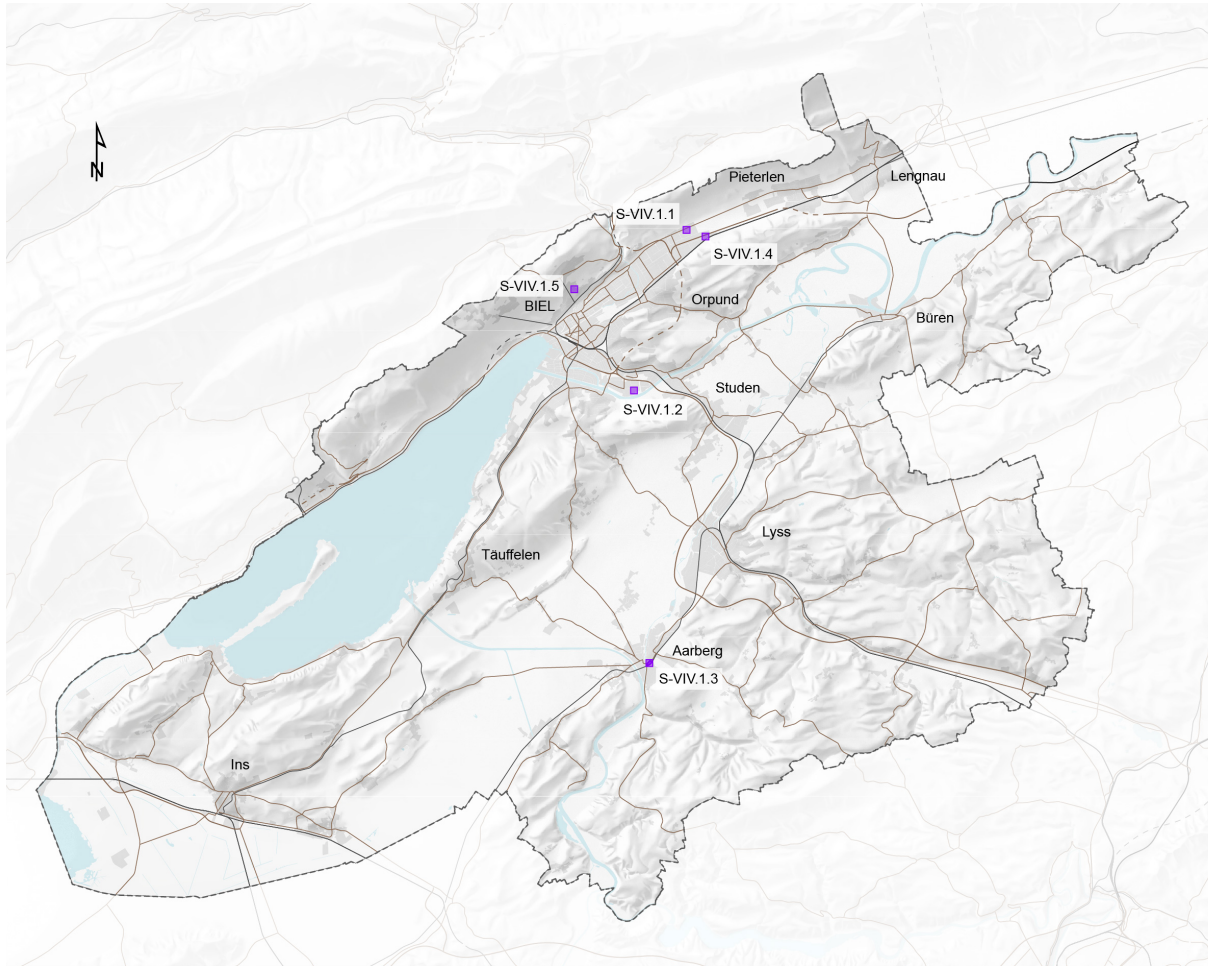 N
Pieterlen
Lengnau
S-VIV.1.1
S-VIV.1.4
S-VIV.1.5
BIEL
Orpund
Büren
Studen
S-VIV.1.2
Lyss
Täuffelen
Aarberg
S-VIV.1.3
Ins